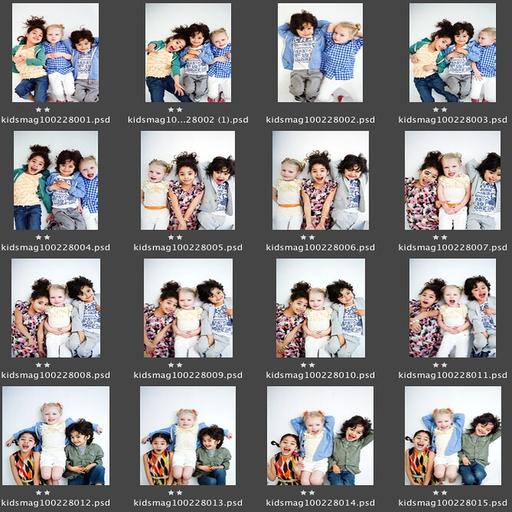 kidsmag100228001.psd
kidsmag10...28002 (1).psd
kidsmag100228002.psd
kidsmag100228003.psd
kidsmag100228004.psd
kidsmag100228005.psd
kidsmag100228006.psd
kidsmag100228007.psd
kidsmag100228008.psd
kidsmag100228009.psd
kidsmag100228010.psd
kidsmag100228011.psd
kidsmag100228012.psd
kidsmag100228013.psd
kidsmag100228014.psd
kidsmag100228015.psd